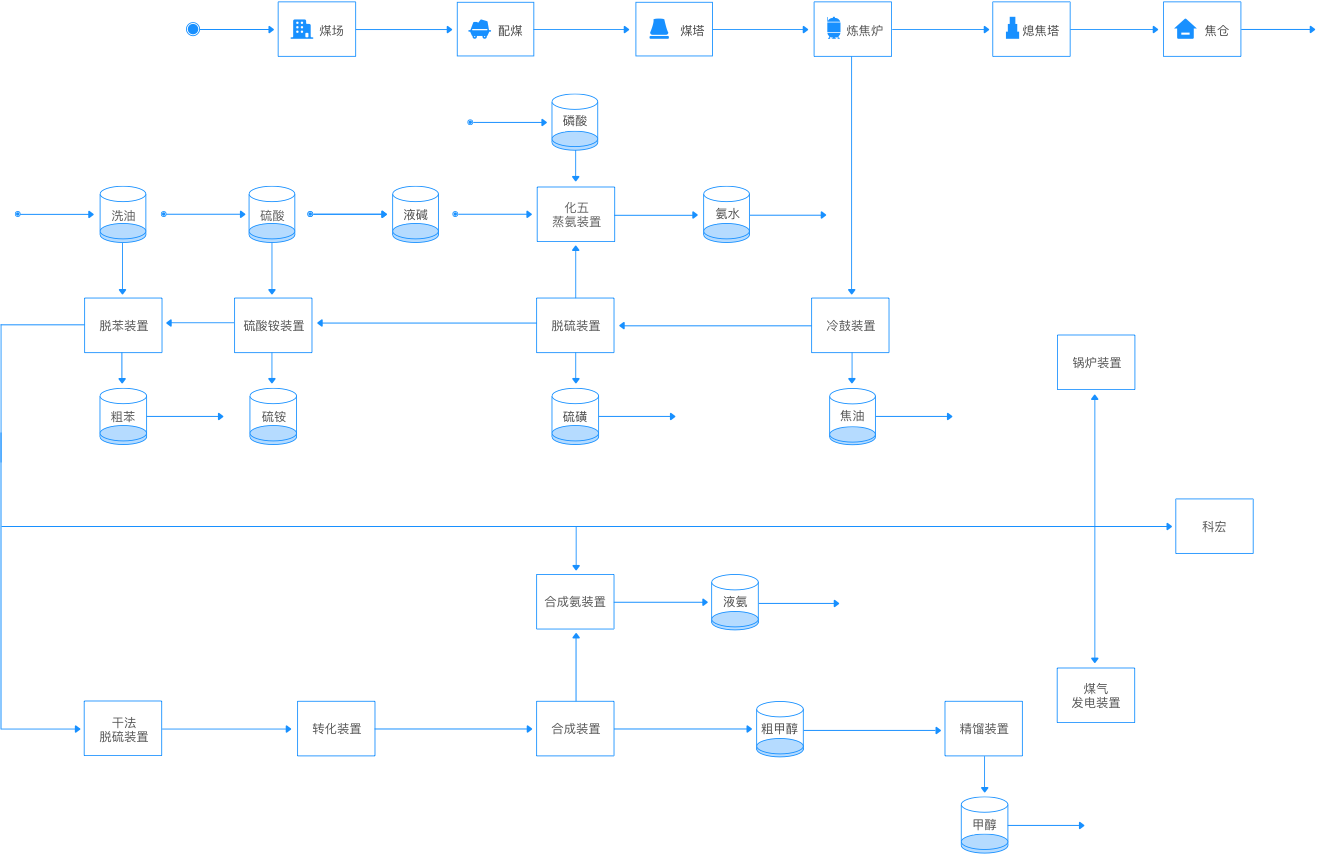 煤场
配煤
煤塔
炼焦炉
熄焦塔
焦仓
磷酸
洗油
硫酸
液碱
化五
蒸氨装置
氨水
脱苯装置
硫酸铵装置
脱硫装置
冷鼓装置
锅炉装置
粗苯
硫铵
硫磺
焦油
科宏
合成氨装置
液氨
煤气
发电装置
干法
脱硫装置
转化装置
合成装置
粗甲醇
精馏装置
甲醇